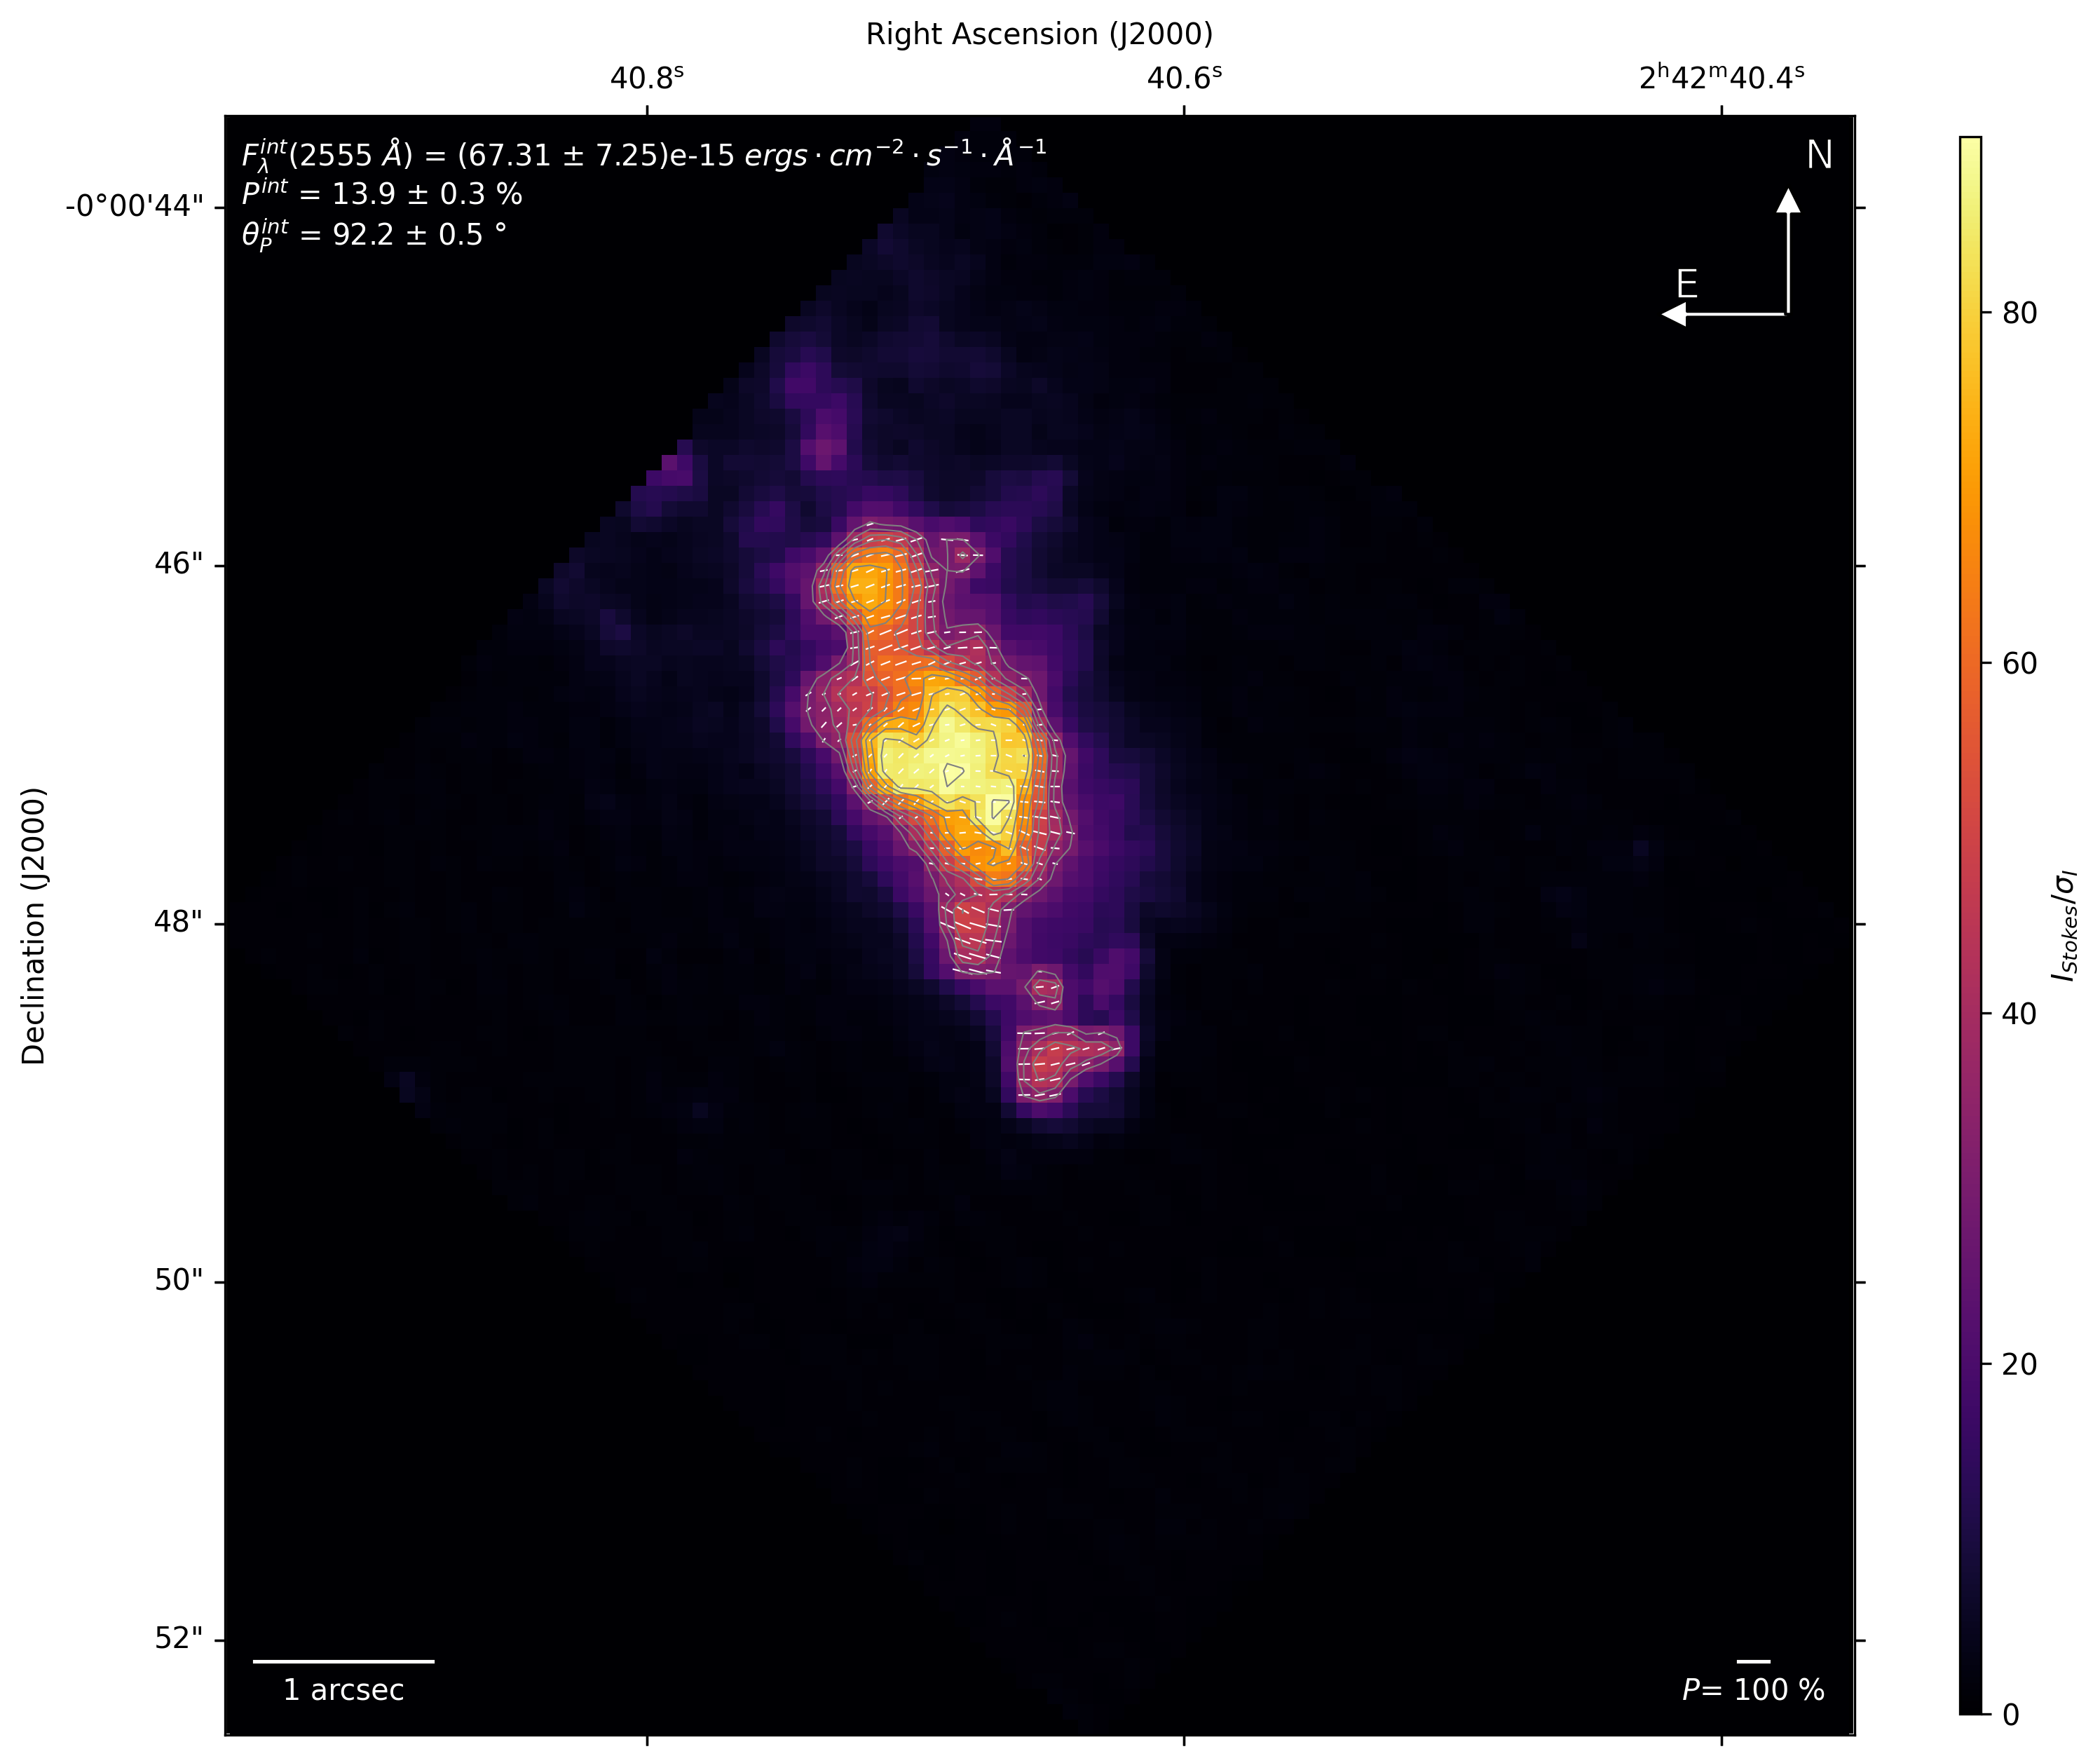 Right Ascension (J2000)
40.8ˢ 40.6ˢ 2ʰ42ᵐ40.4ˢ
F_λ^int(2555 Å) = (67.31 ± 7.25)e-15 ergs · cm⁻² · s⁻¹ · Å⁻¹
P^int = 13.9 ± 0.3 %
θ_P^int = 92.2 ± 0.5 °
N
E
-0°00'44"
46"
48"
50"
52"
Declination (J2000)
1 arcsec
P= 100 %
80
60
40
20
0
I_Stokes/σ_I